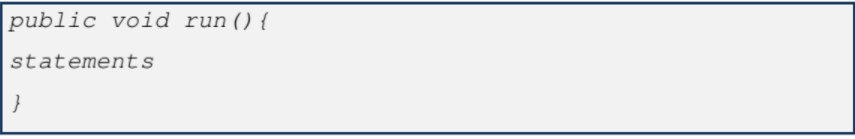 public void run(){
statements
}